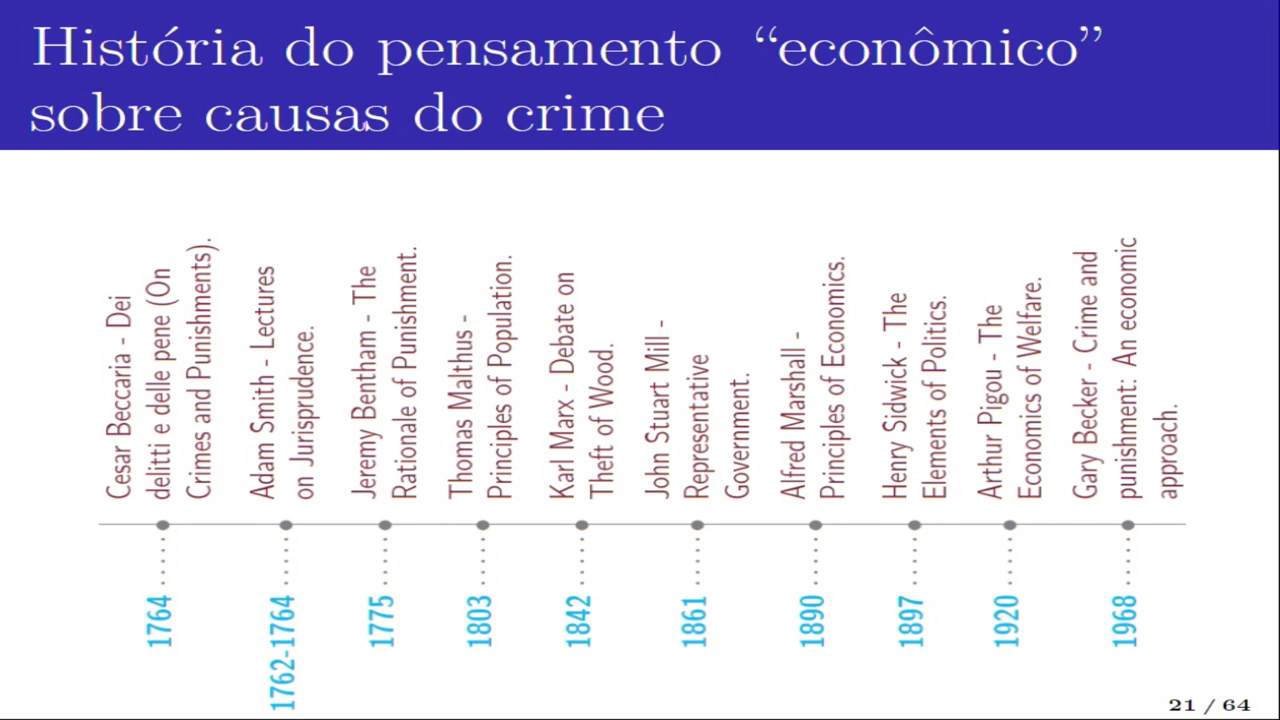 História do pensamento “econômico”
sobre causas do crime
Cesar Beccaria - Dei
delitti e delle pene (On
Crimes and Punishments).
1764
Adam Smith - Lectures
on Jurisprudence.
1762-1764
Jeremy Bentham - The
Rationale of Punishment.
1775
Thomas Malthus -
Principles of Population.
1803
Karl Marx - Debate on
Theft of Wood.
1842
John Stuart Mill -
Representative
Government.
1861
Alfred Marshall -
Principles of Economics.
1890
Henry Sidwick - The
Elements of Politics.
1897
Arthur Pigou - The
Economics of Welfare.
1920
Gary Becker - Crime and
punishment: An economic
approach.
1968
21 / 64